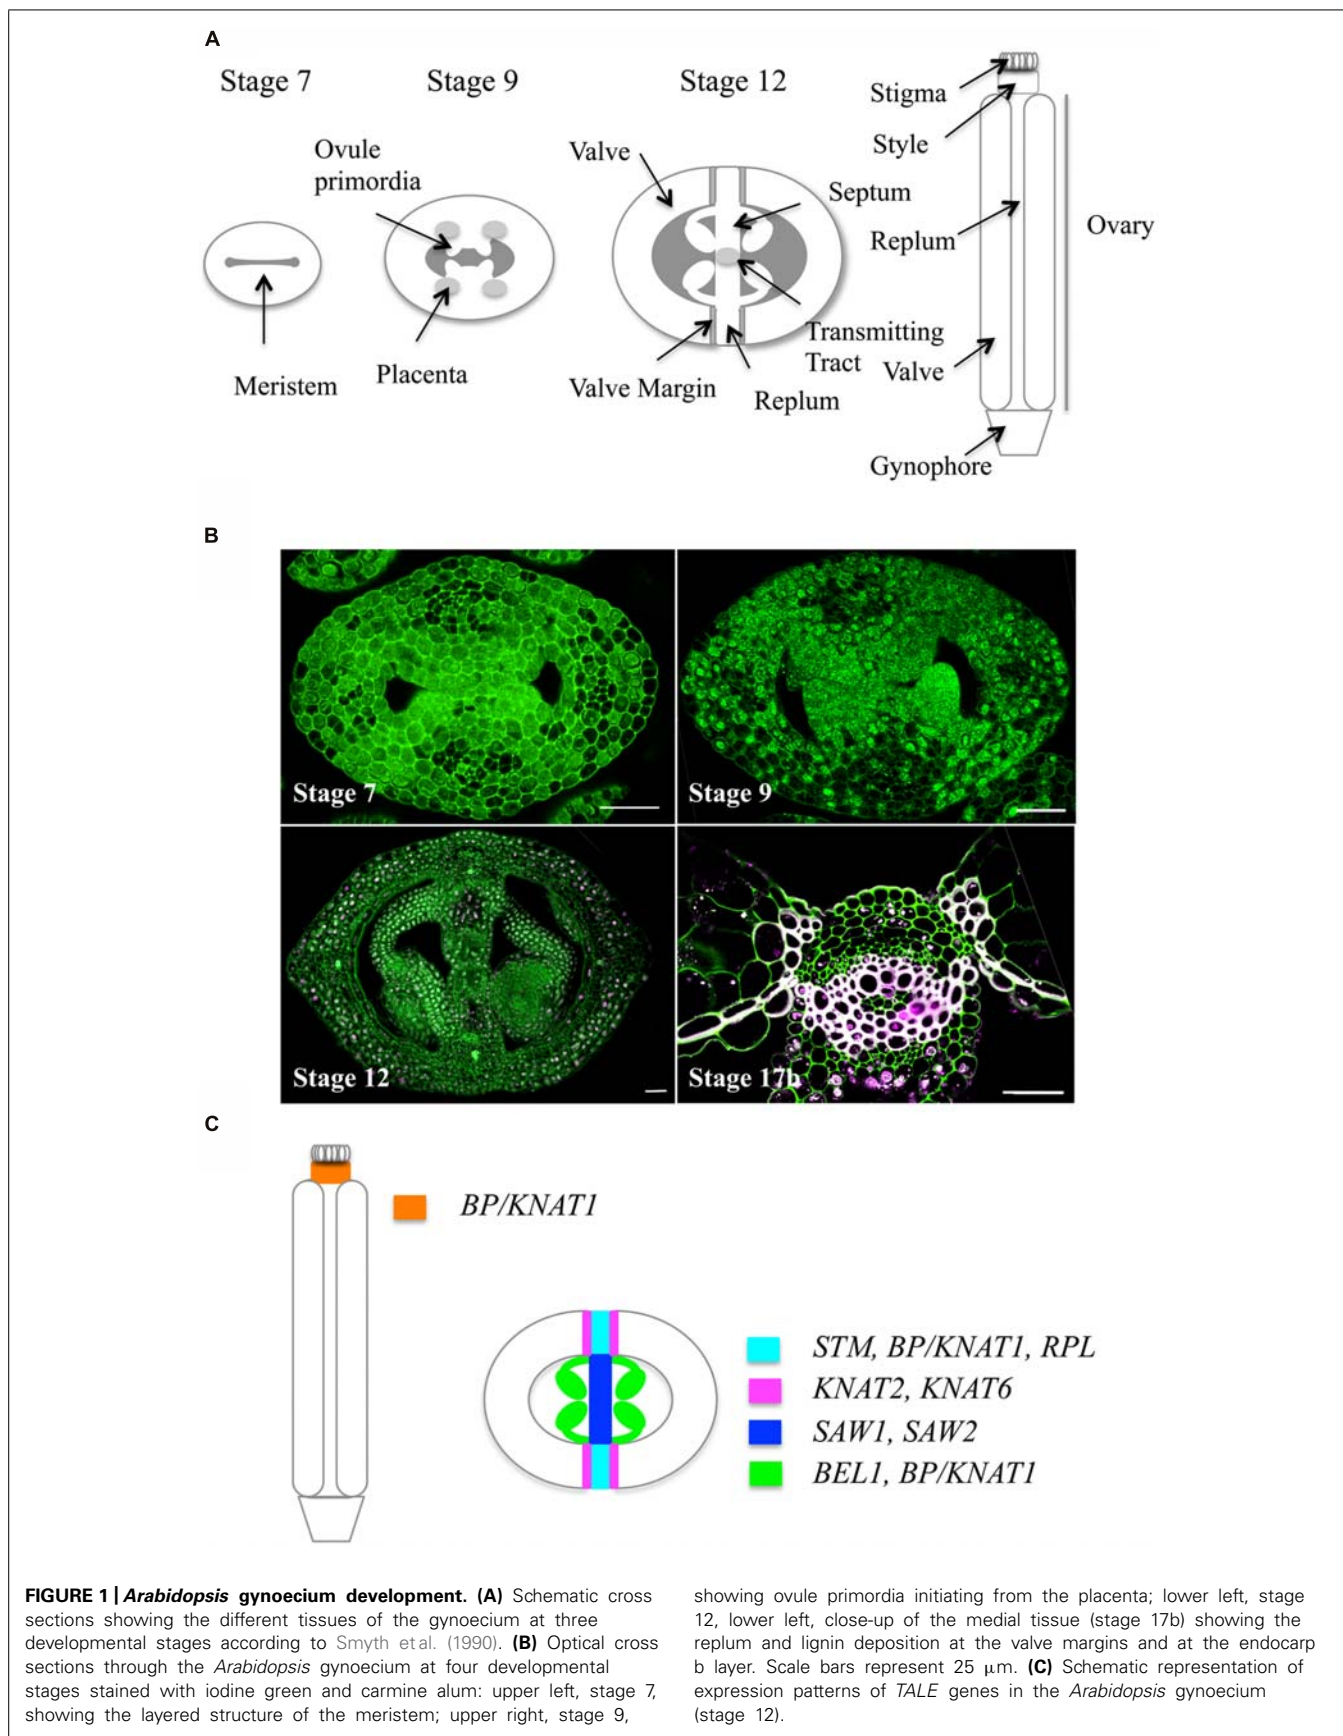 A
Stage 7
Stage 9
Stage 12
Stigma
Style
Ovule
primordia
Valve
Septum
Replum
Ovary
Transmitting
Tract
Valve
Meristem
Placenta
Valve Margin
Replum
Gynophore
B
Stage 7
Stage 9
Stage 12
Stage 17b
C
BP/KNAT1
STM, BP/KNAT1, RPL
KNAT2, KNAT6
SAW1, SAW2
BEL1, BP/KNAT1
FIGURE 1 | Arabidopsis gynoecium development. (A) Schematic cross
sections showing the different tissues of the gynoecium at three
developmental stages according to Smyth et al. (1990). (B) Optical cross
sections through the Arabidopsis gynoecium at four developmental
stages stained with iodine green and carmine alum: upper left, stage 7,
showing the layered structure of the meristem; upper right, stage 9,
showing ovule primordia initiating from the placenta; lower left, stage
12, lower left, close-up of the medial tissue (stage 17b) showing the
replum and lignin deposition at the valve margins and at the endocarp
b layer. Scale bars represent 25 μm. (C) Schematic representation of
expression patterns of TALE genes in the Arabidopsis gynoecium
(stage 12).